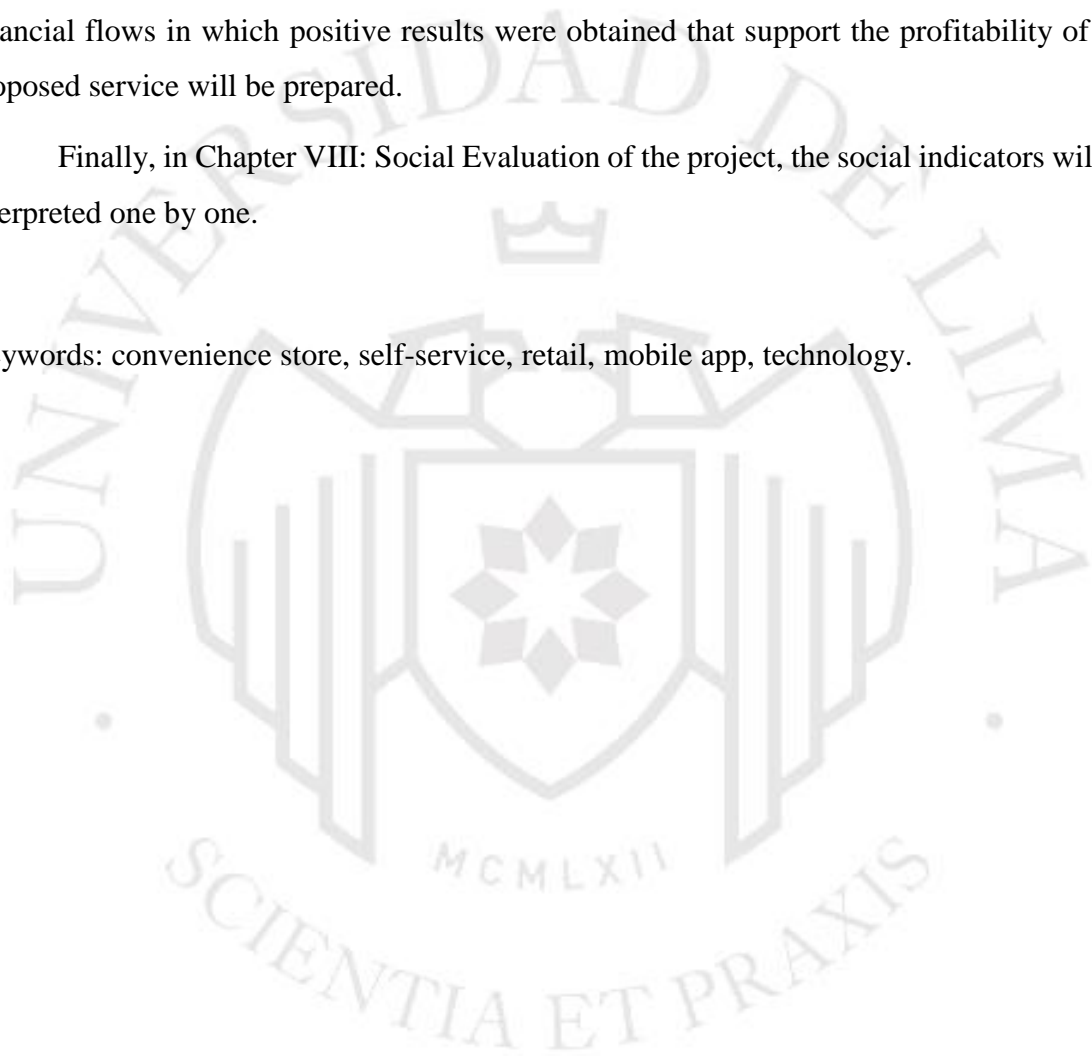 ancial flows in which positive results were obtained that support the profitability of
oposed service will be prepared.
Finally, in Chapter VIII: Social Evaluation of the project, the social indicators wil
erpreted one by one.
eywords: convenience store, self-service, retail, mobile app, technology.
UNIVERSIDAD DE LIMA
MCMLXII
SCIENTIA ET PRAXIS